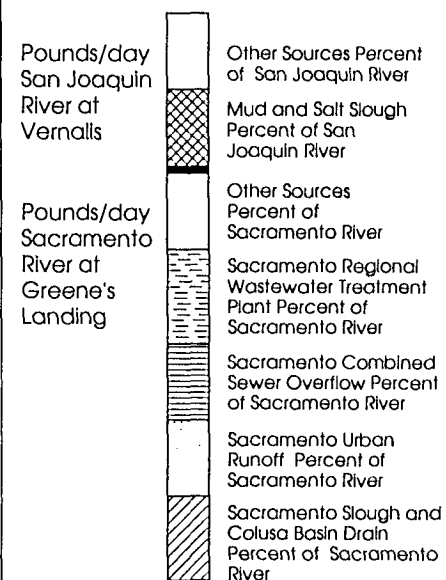 Pounds/day
San Joaquin
River at
Vernalis
Other Sources Percent
of San Joaquin River
Mud and Salt Slough
Percent of San
Joaquin River
Pounds/day
Sacramento
River at
Greene's
Landing
Other Sources
Percent of
Sacramento River
Sacramento Regional
Wastewater Treatment
Plant Percent of
Sacramento River
Sacramento Combined
Sewer Overflow Percent
of Sacramento River
Sacramento Urban
Runoff Percent of
Sacramento River
Sacramento Slough and
Colusa Basin Drain
Percent of Sacramento
River